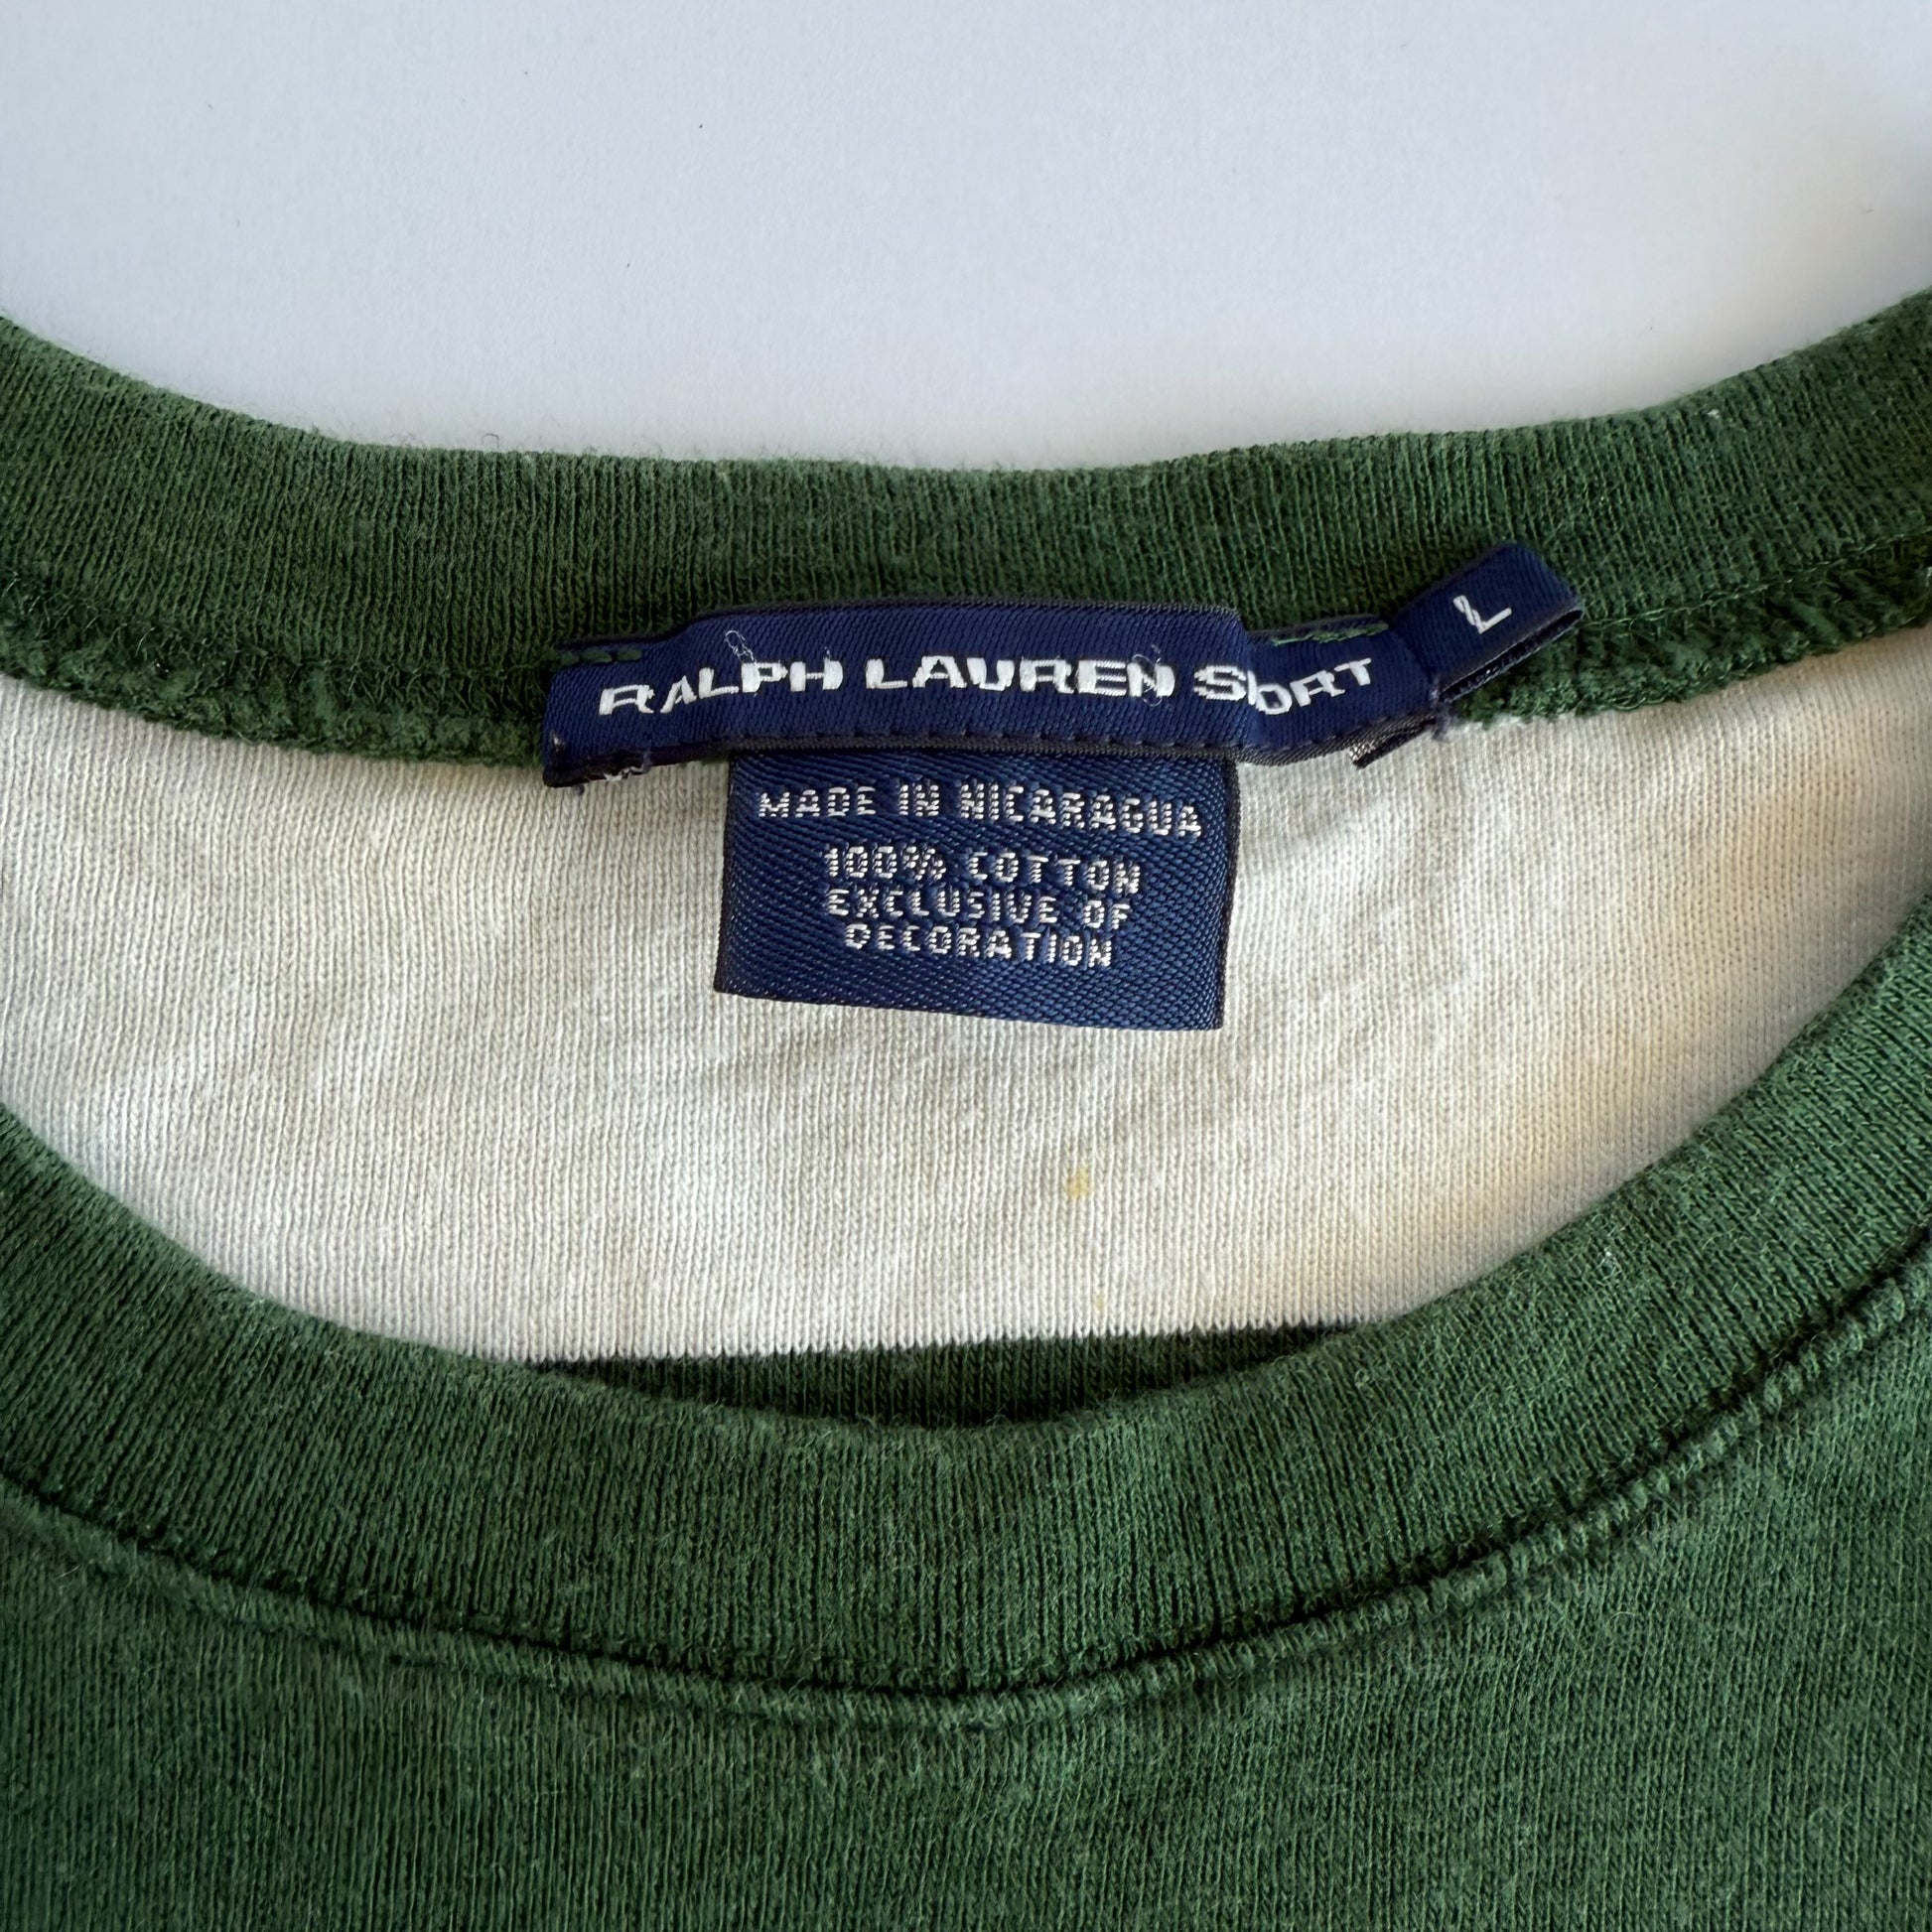 RALPH LAUREN SPORT
L
MADE IN NICARAGUA
100% COTTON
EXCLUSIVE OF
DECORATION